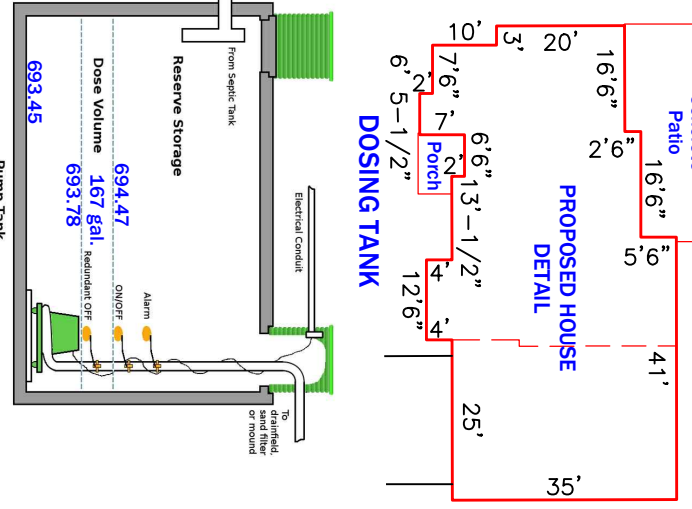 From Septic Tank
Reserve Storage
Dose Volume
167 gal.
694.47
693.78
693.45
Redundant OFF
ON/OFF
Alarm
Electrical Conduit
To
drainfield,
sand filter
or mound
DOSING TANK
Patio
PROPOSED HOUSE
DETAIL
Porch
10'
3'
20'
16'6"
2'6"
16'6"
5'6"
41'
35'
25'
4'
12'6"
4'
13'-1/2"
2'
6'6"
7'
6' 5-1/2"
2'
7'6"